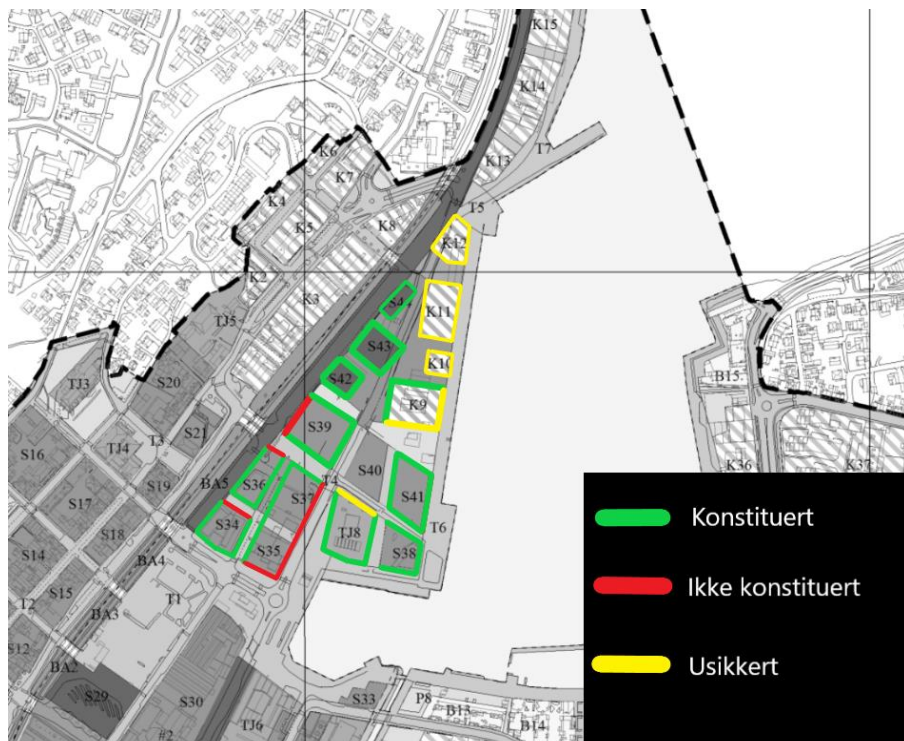 K15
K14
K6
K7
T7
K13
K4
T5
K8
K5
K12
K2
K3
K11
TJ5
S43
K10
TJ3
S20
S42
B15
K9
S21
S39
TJ4
T3
S16
S40
K36
K37
S19
BA5
S36
T4
S41
S17
S37
S34
TJ8
T6
S18
S38
S14
S35
BA4
S15
T1
T2
BA3
S12
BA2
S29
S30
S33
P8
B13
B14
#2
TJ6
Konstituert
Ikke konstituert
Usikkert